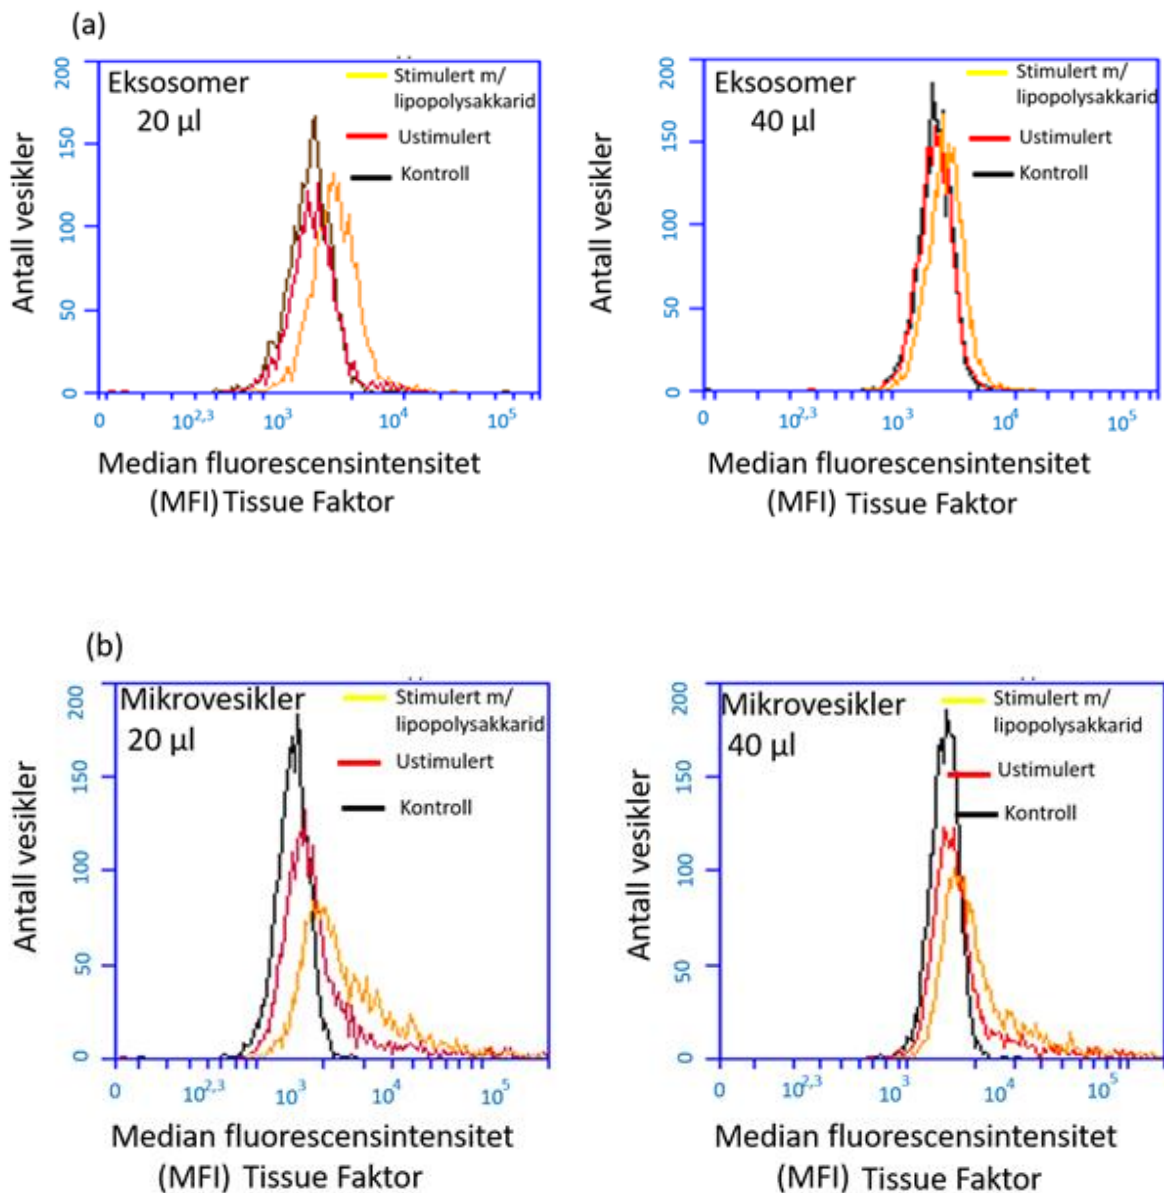 (a)
Eksosomer
20 µl
Stimulert m/
lipopolysakkarid
Ustimulert
Kontroll
Antall vesikler
200
150
100
50
0
0 10^2,3 10^3 10^4 10^5
Median fluorescensintensitet
(MFI) Tissue Faktor
Eksosomer
40 µl
Stimulert m/
lipopolysakkarid
Ustimulert
Kontroll
Antall vesikler
200
150
100
50
0
0 10^2,3 10^3 10^4 10^5
Median fluorescensintensitet
(MFI) Tissue Faktor
(b)
Mikrovesikler
20 µl
Stimulert m/
lipopolysakkarid
Ustimulert
Kontroll
Antall vesikler
200
150
100
50
0
0 10^2,3 10^3 10^4 10^5
Median fluorescensintensitet
(MFI) Tissue Faktor
Mikrovesikler
40 µl
Stimulert m/
lipopolysakkarid
Ustimulert
Kontroll
Antall vesikler
200
150
100
50
0
0 10^2,3 10^3 10^4 10^5
Median fluorescensintensitet
(MFI) Tissue Faktor